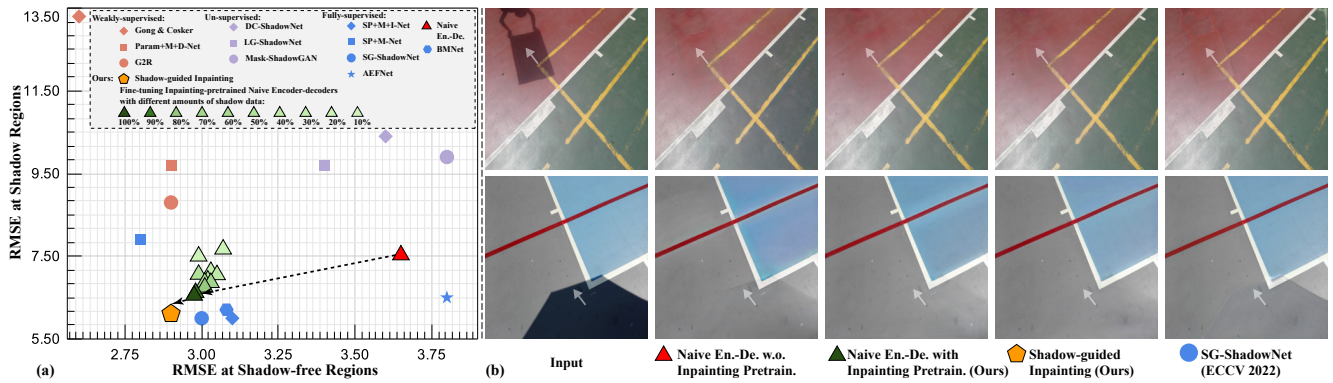 Weakly-supervised:
Gong & Cosker
Param+M+D-Net
G2R
Un-supervised:
DC-ShadowNet
LG-ShadowNet
Mask-ShadowGAN
Fully-supervised:
SP+M+I-Net
SP+M-Net
SG-ShadowNet
AEFNet
Naive
En.-De.
BMNet
Ours:
Shadow-guided Inpainting
Fine-tuning Inpainting-pretrained Naive Encoder-decoders
with different amounts of shadow data:
100% 90% 80% 70% 60% 50% 40% 30% 20% 10%
RMSE at Shadow Regions
13.50
11.50
9.50
7.50
5.50
2.75 3.00 3.25 3.50 3.75
RMSE at Shadow-free Regions
(a)
(b)
Input
Naive En.-De. w.o.
Inpainting Pretrain.
Naive En.-De. with
Inpainting Pretrain. (Ours)
Shadow-guided
Inpainting (Ours)
SG-ShadowNet
(ECCV 2022)